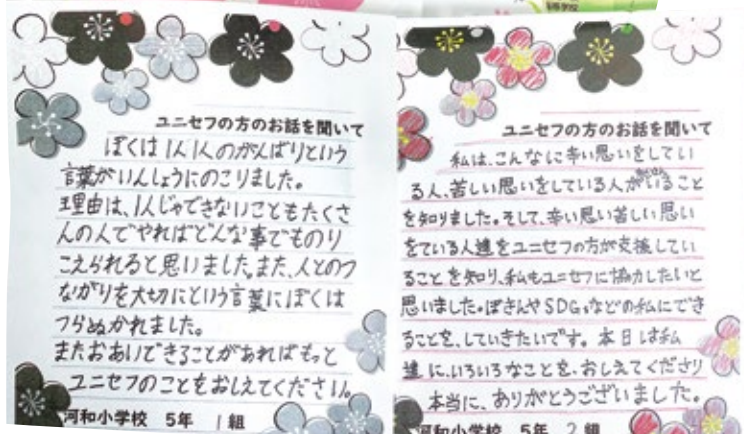 ユニセフの方のお話を聞いて
ぼくは1人1人のがんばりという
言葉がいんしょうにのこりました。
理由は、1人じゃできないこともたくさ
んの人でやればどんな事でものり
こえられると思いました。また、人とのつ
ながりを大切にという言葉にぼくは
つらぬかれました。
またおあいできることがあればもっと
ユニセフのことをおしえてください。
河和小学校 5年 1組
ユニセフの方のお話を聞いて
私は、こんなに辛い思いをしてい
る人、苦しい思いをしている人がいること
を知りました。そして、辛い思い苦しい思い
をている人達をユニセフの方が支援してい
ることを知り、私もユニセフに協力したいと
思いました。ぼきんやSDGsなどの私にでき
ることを、していきたいです。本日は私
達に、いろいろなことを、おしえてくださり
本当に、ありがとうございました。
河和小学校 5年 2組